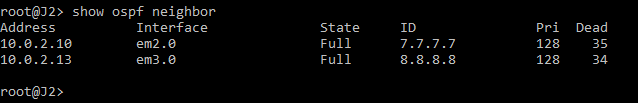 root@J2> show ospf neighbor
Address          Interface              State     ID               Pri  Dead
10.0.2.10        em2.0                  Full      7.7.7.7          128    35
10.0.2.13        em3.0                  Full      8.8.8.8          128    34
root@J2>